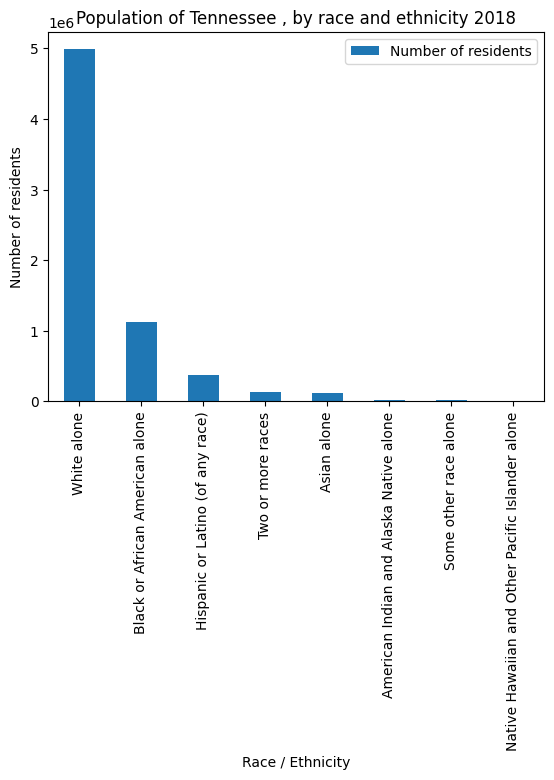 Population of Tennessee , by race and ethnicity 2018
1e6
Number of residents
Number of residents
5
4
3
2
1
0
White alone
Black or African American alone
Hispanic or Latino (of any race)
Two or more races
Asian alone
American Indian and Alaska Native alone
Some other race alone
Native Hawaiian and Other Pacific Islander alone
Race / Ethnicity